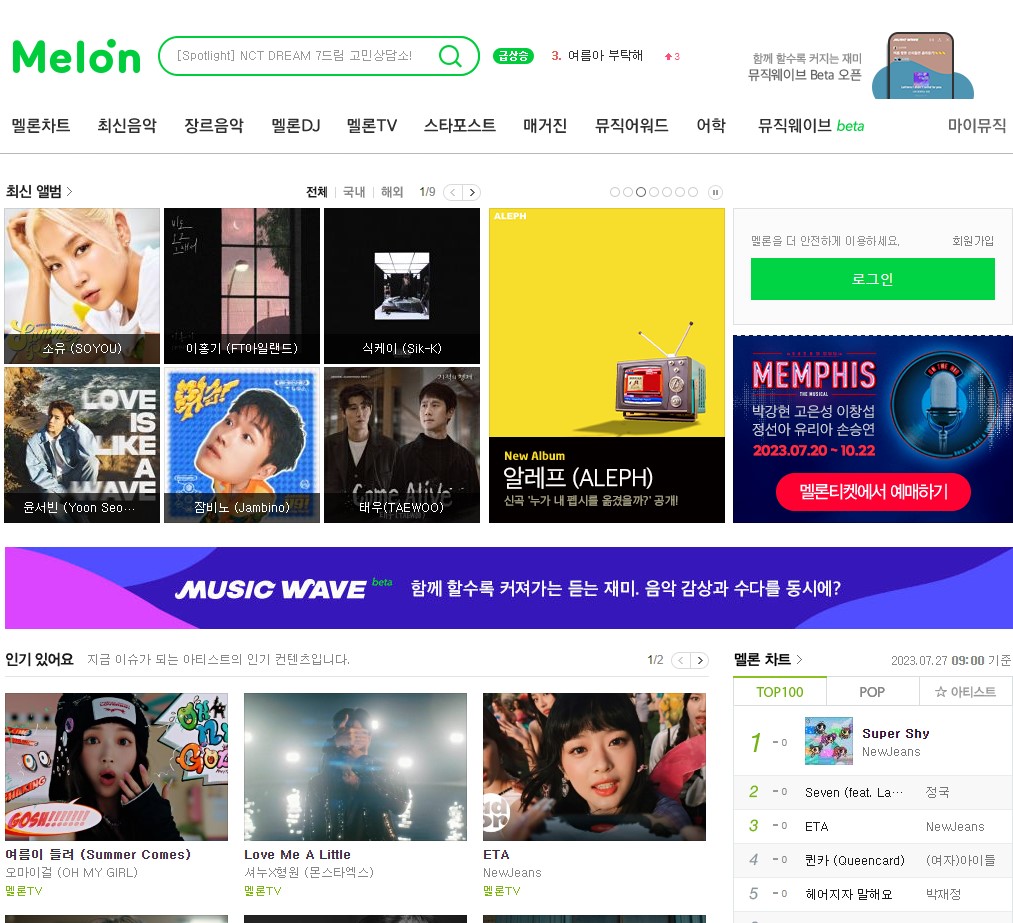 Melon
[Spotlight] NCT DREAM 7드림 고민상담소!
급상승
3. 여름아 부탁해
3
함께 할수록 커지는 재미
뮤직웨이브 Beta 오픈
멜론차트 최신음악 장르음악 멜론DJ 멜론TV 스타포스트 매거진 뮤직어워드 어학 뮤직웨이브 beta 마이뮤직
최신 앨범
전체 국내 해외 1/9
소유 (SOYOU)
이홍기 (FT아일랜드)
식케이 (Sik-K)
LOVE
IS
LIKE
A
WAVE
윤서빈 (Yoon Seo…
잠비노 (Jambino)
Come Alive
태우(TAEWOO)
ALEPH
New Album
알레프 (ALEPH)
신곡 '누가 내 펩시를 옮겼을까?' 공개!
멜론을 더 안전하게 이용하세요.
회원가입
로그인
MEMPHIS
THE MUSICAL
박강현 고은성 이창섭
정선아 유리아 손승연
2023.07.20 ~ 10.22
ON THE AIR
멜론티켓에서 예매하기
MUSIC WAVE beta
함께 할수록 커져가는 듣는 재미. 음악 감상과 수다를 동시에?
인기 있어요
지금 이슈가 되는 아티스트의 인기 컨텐츠입니다.
1/2
GOSH!!!!!!!
여름이 들려 (Summer Comes)
오마이걸 (OH MY GIRL)
멜론TV
Love Me A Little
셔누X형원 (몬스타엑스)
멜론TV
ETA
NewJeans
멜론TV
멜론 차트
2023.07.27 09:00 기준
TOP100 POP ☆ 아티스트
1 - 0 Super Shy
NewJeans
2 - 0 Seven (feat. La… 정국
3 - 0 ETA NewJeans
4 - 0 퀸카 (Queencard) (여자)아이들
5 - 0 헤어지자 말해요 박재정